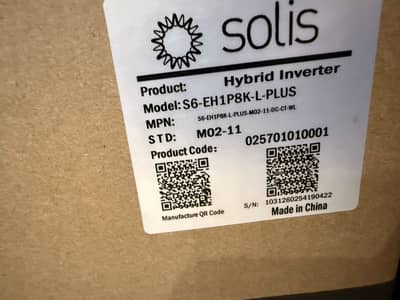 solis
Product: Hybrid Inverter
Model: S6-EH1P8K-L-PLUS
MPN: S6-EH1P8K-L-PLUS-M02-11-DC-CT-WL
STD: M02-11
Product Code: 025701010001
Manufacture QR Code
S/N: 1031260254190422
Made in China